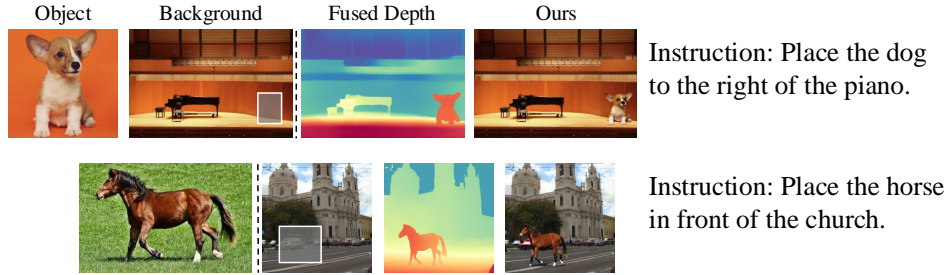 Object Background Fused Depth Ours
Instruction: Place the dog
to the right of the piano.
Instruction: Place the horse
in front of the church.